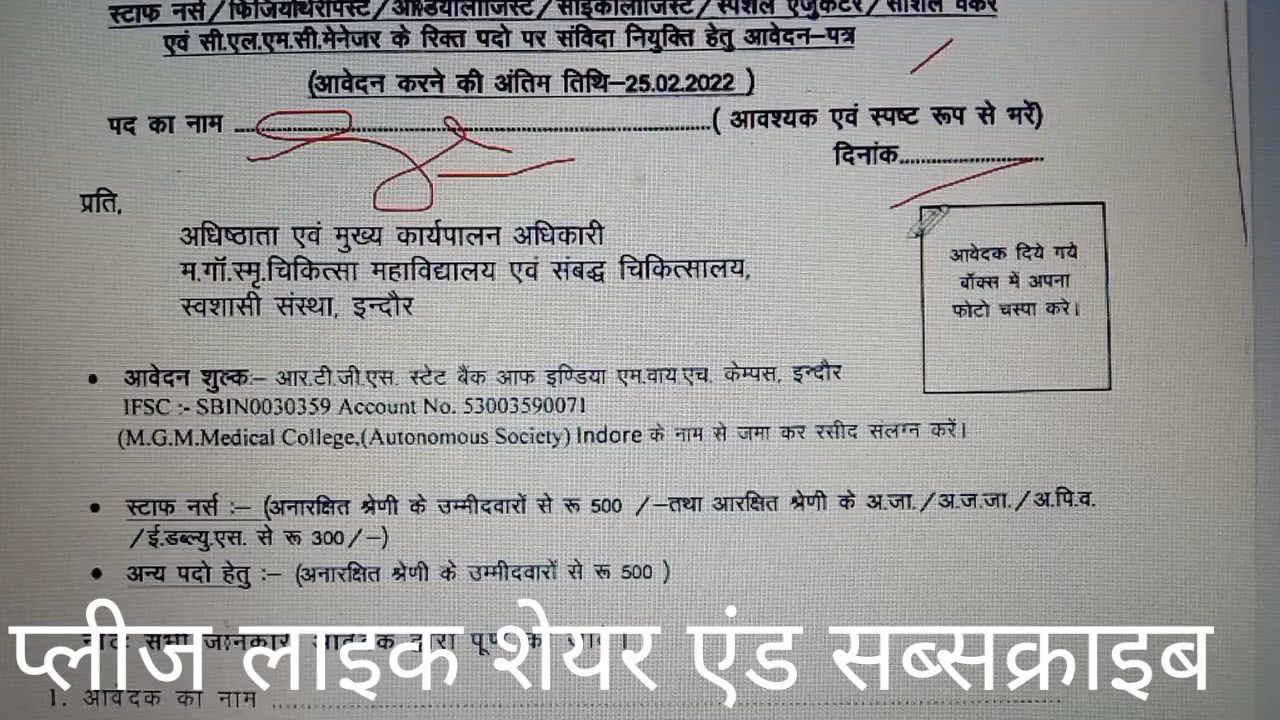 स्टाफ नर्स/फिजियोथेरेपिस्ट/ऑडियोलॉजिस्ट/साईकोलॉजिस्ट/स्पेशल एजुकेटर/सोशल वर्कर
एवं सी.एल.एम.सी.मेनेजर के रिक्त पदो पर संविदा नियुक्ति हेतु आवेदन–पत्र
(आवेदन करने की अंतिम तिथि–25.02.2022 )
पद का नाम ..........................................................( आवश्यक एवं स्पष्ट रूप से भरें)
दिनांक.........................
प्रति,
अधिष्ठाता एवं मुख्य कार्यपालन अधिकारी
म.गॉ.स्मृ.चिकित्सा महाविद्यालय एवं संबद्ध चिकित्सालय,
स्वशासी संस्था, इन्दौर
आवेदक दिये गये
बॉक्स में अपना
फोटो चस्पा करे।
• आवेदन शुल्क:– आर.टी.जी.एस. स्टेट बैंक आफ इण्डिया एम.वाय.एच. केम्पस, इन्दौर
IFSC :- SBIN0030359 Account No. 53003590071
(M.G.M.Medical College,(Autonomous Society) Indore के नाम से जमा कर रसीद संलग्न करें।
• स्टाफ नर्स :– (अनारक्षित श्रेणी के उम्मीदवारों से रू 500 /–तथा आरक्षित श्रेणी के अ.जा./अ.ज.जा./अ.पि.व.
/ई.डब्ल्यु.एस. से रू 300/–)
• अन्य पदो हेतु :– (अनारक्षित श्रेणी के उम्मीदवारों से रू 500 )
प्लीज लाइक शेयर एंड सब्सक्राइब
1. आवेदक का नाम ..........................................................